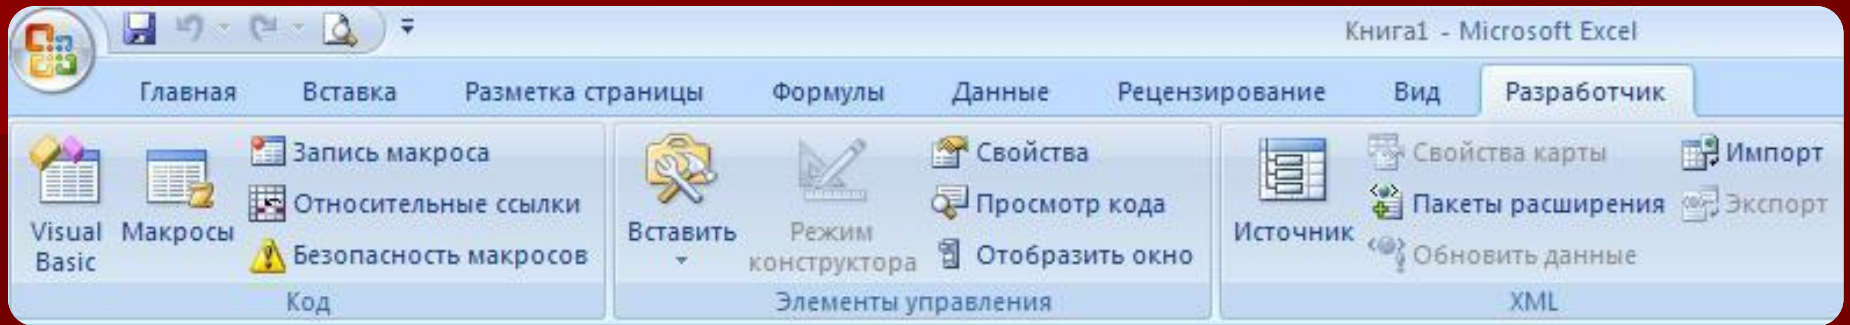 Книга1 - Microsoft Excel
Главная Вставка Разметка страницы Формулы Данные Рецензирование Вид Разработчик
Visual Basic
Макросы
Запись макроса
Относительные ссылки
Безопасность макросов
Код
Вставить
Режим
конструктора
Свойства
Просмотр кода
Отобразить окно
Элементы управления
Источник
Свойства карты
Пакеты расширения
Обновить данные
Импорт
Экспорт
XML